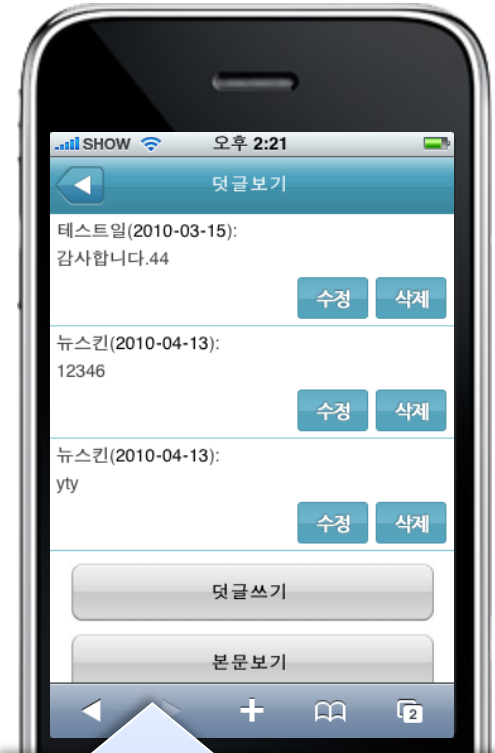 SHOW 오후 2:21
덧글보기
테스트일(2010-03-15):
감사합니다.44
수정 삭제
뉴스킨(2010-04-13):
12346
수정 삭제
뉴스킨(2010-04-13):
yty
수정 삭제
덧글쓰기
본문보기
2